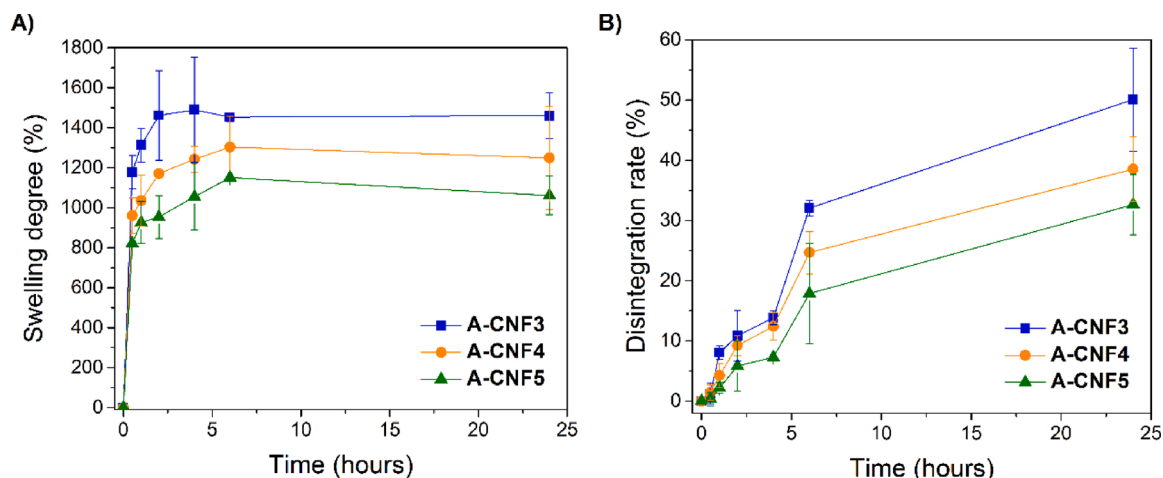 A)
Swelling degree (%)
1800
1600
1400
1200
1000
800
600
400
200
0
0
5
10
15
20
25
Time (hours)
A-CNF3
A-CNF4
A-CNF5
B)
Disintegration rate (%)
60
50
40
30
20
10
0
0
5
10
15
20
25
Time (hours)
A-CNF3
A-CNF4
A-CNF5